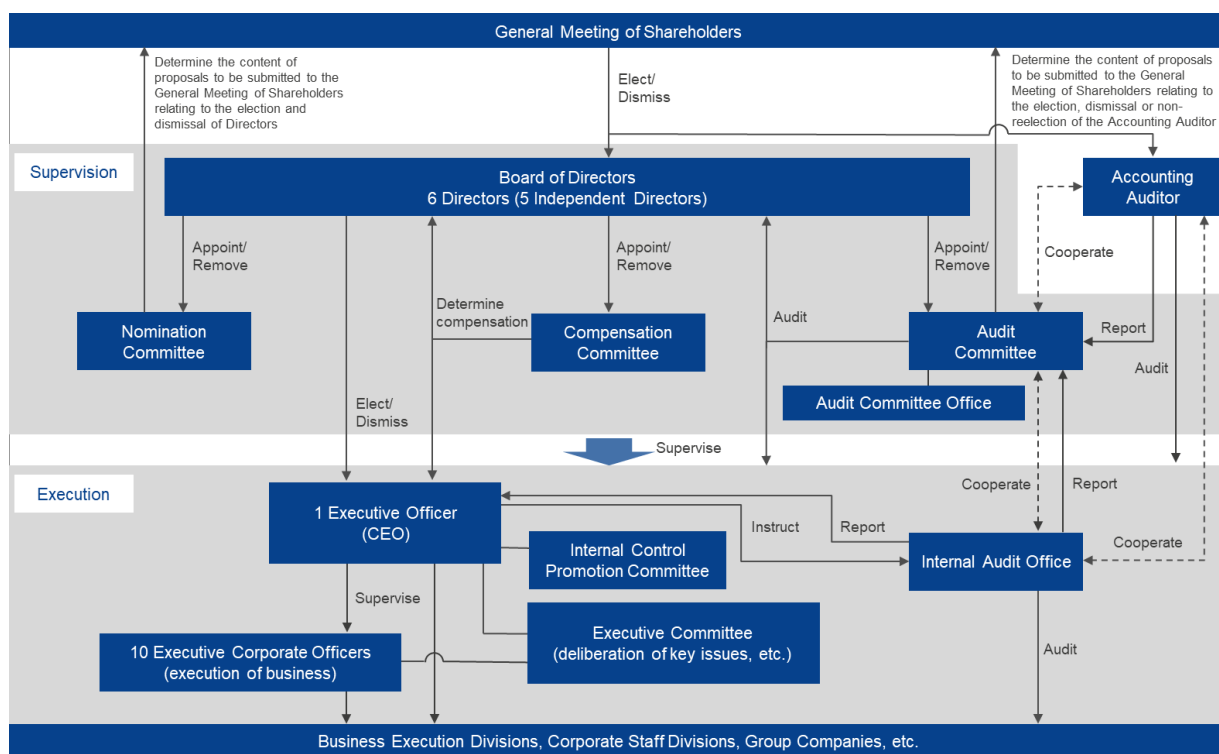 General Meeting of Shareholders
Determine the content of
proposals to be submitted to the
General Meeting of Shareholders
relating to the election and
dismissal of Directors
Elect/
Dismiss
Determine the content of proposals
to be submitted to the General
Meeting of Shareholders relating to
the election, dismissal or non-
reelection of the Accounting Auditor
Supervision
Board of Directors
6 Directors (5 Independent Directors)
Accounting
Auditor
Appoint/
Remove
Appoint/
Remove
Appoint/
Remove
Cooperate
Determine
compensation
Nomination
Committee
Compensation
Committee
Audit
Audit
Committee
Report
Audit
Audit Committee Office
Elect/
Dismiss
Supervise
Execution
1 Executive Officer
(CEO)
Instruct
Report
Cooperate
Report
Internal Control
Promotion Committee
Internal Audit Office
Cooperate
Supervise
10 Executive Corporate Officers
(execution of business)
Executive Committee
(deliberation of key issues, etc.)
Audit
Business Execution Divisions, Corporate Staff Divisions, Group Companies, etc.